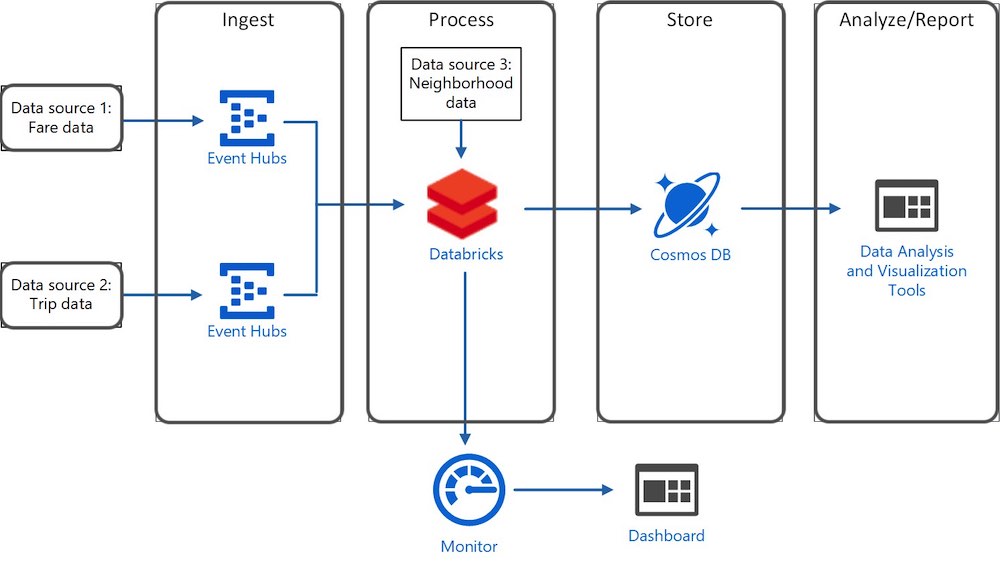 Ingest
Process
Store
Analyze/Report
Data source 1:
Fare data
Event Hubs
Data source 2:
Trip data
Event Hubs
Data source 3:
Neighborhood
data
Databricks
Cosmos DB
Data Analysis
and Visualization
Tools
Monitor
Dashboard